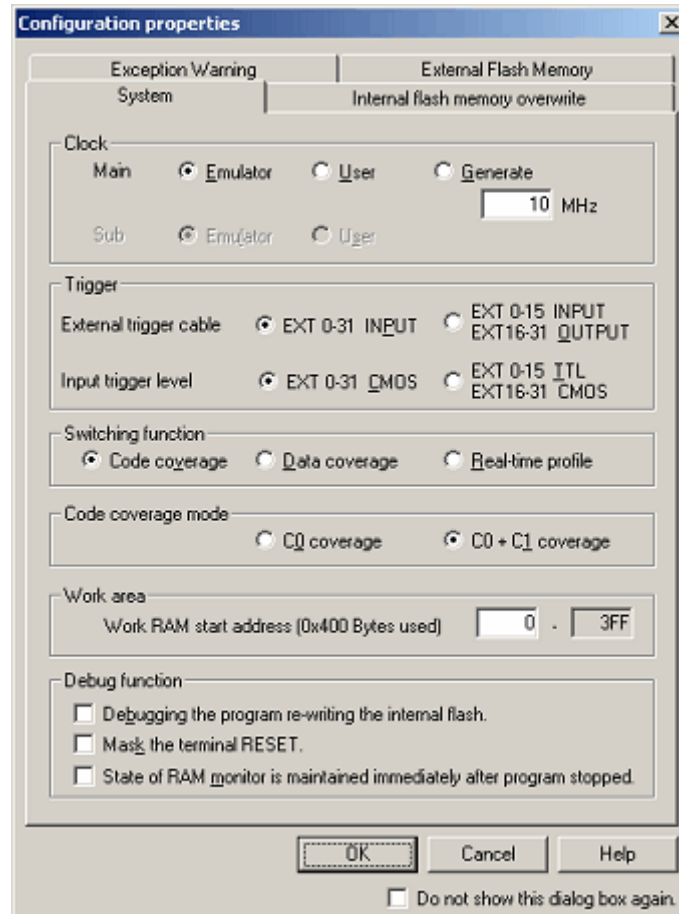 Configuration properties
Exception Warning External Flash Memory
System Internal flash memory overwrite
Clock
Main Emulator User Generate
10 MHz
Sub Emulator User
Trigger
External trigger cable EXT 0-31 INPUT EXT 0-15 INPUT
EXT16-31 OUTPUT
Input trigger level EXT 0-31 CMOS EXT 0-15 TTL
EXT16-31 CMOS
Switching function
Code coverage Data coverage Real-time profile
Code coverage mode
C0 coverage C0 + C1 coverage
Work area
Work RAM start address (0x400 Bytes used) 0 - 3FF
Debug function
Debugging the program re-writing the internal flash.
Mask the terminal RESET.
State of RAM monitor is maintained immediately after program stopped.
OK Cancel Help
Do not show this dialog box again.